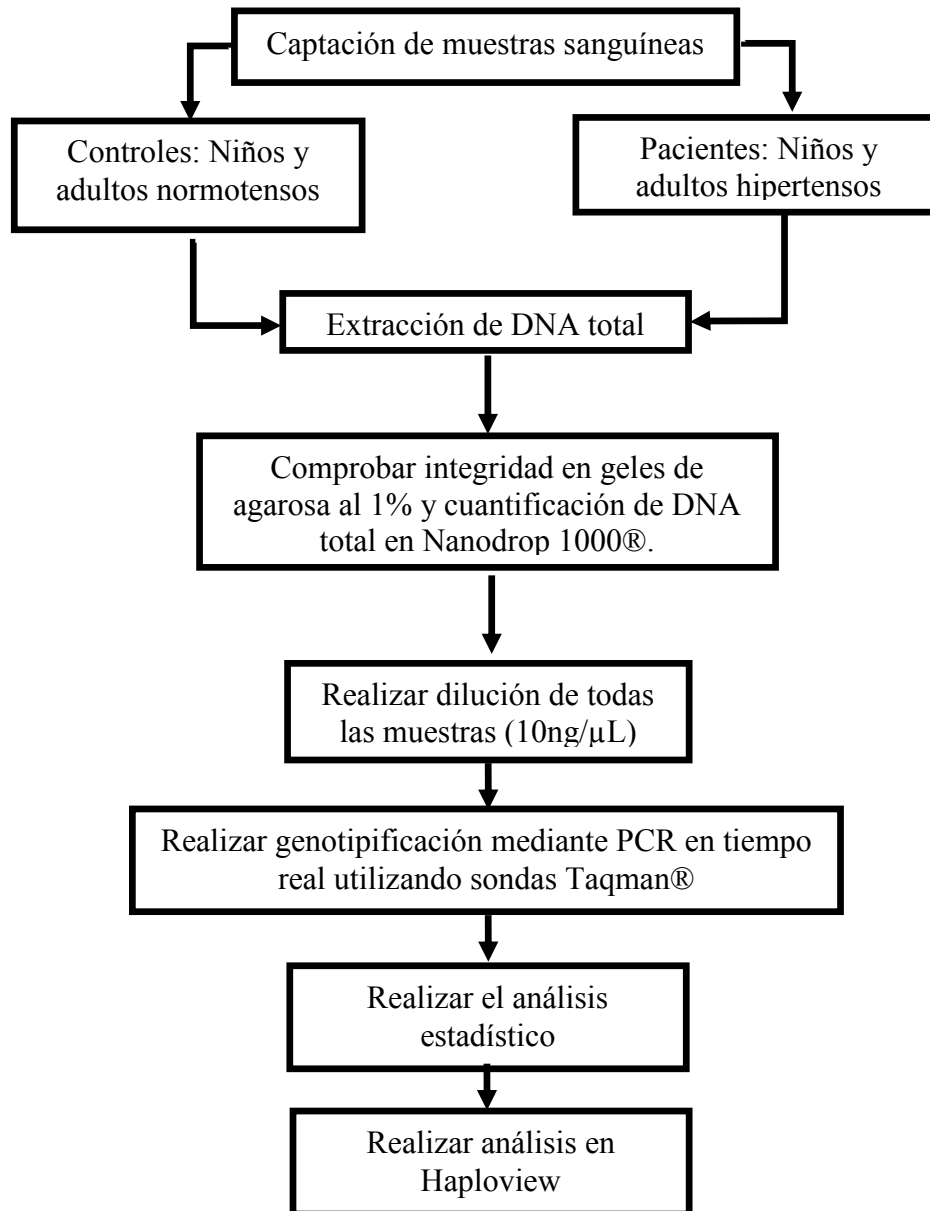 Captación de muestras sanguíneas
Controles: Niños y
adultos normotensos
Pacientes: Niños y
adultos hipertensos
Extracción de DNA total
Comprobar integridad en geles de
agarosa al 1% y cuantificación de DNA
total en Nanodrop 1000®.
Realizar dilución de todas
las muestras (10ng/µL)
Realizar genotipificación mediante PCR en tiempo
real utilizando sondas Taqman®
Realizar el análisis
estadístico
Realizar análisis en
Haploview